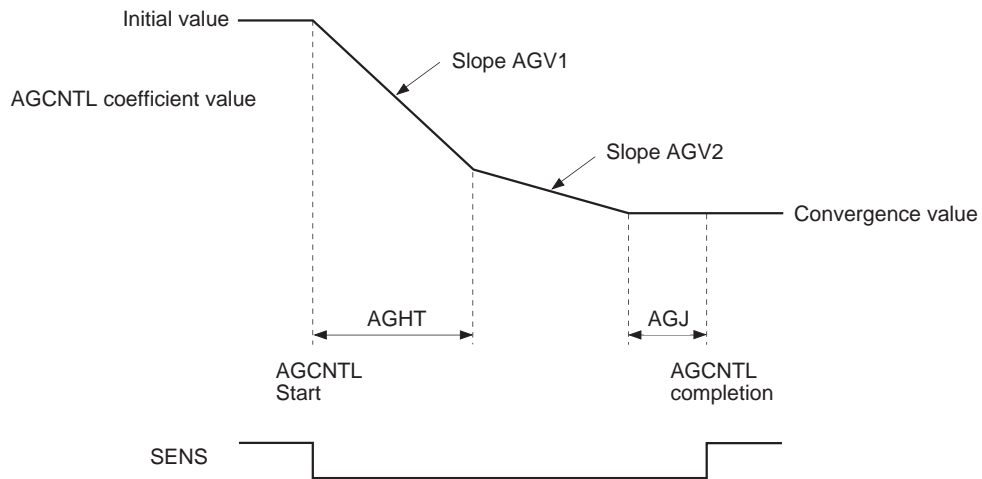 Initial value
Slope AGV1
AGCNTL coefficient value
Slope AGV2
Convergence value
AGHT
AGJ
AGCNTL
Start
AGCNTL
completion
SENS